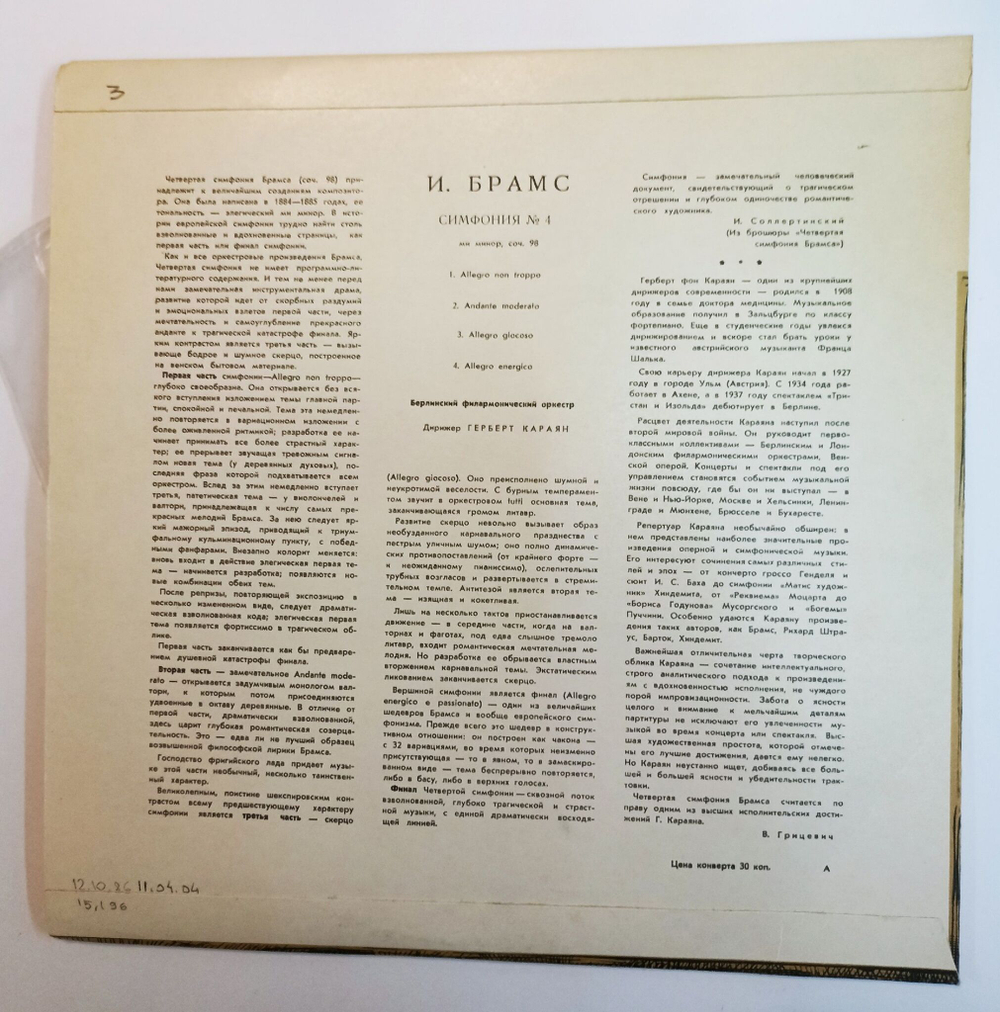 3
Четвертая симфония Брамса (соч. 98) при-
надлежит к величайшим созданиям композито-
ра. Она была написана в 1884—1885 годах, ее
тональность — элегический ми минор. В исто-
рии европейской симфонии трудно найти столь
взволнованные и вдохновенные страницы, как
первая часть или финал симфонии.
Как и все оркестровые произведения Брамса,
Четвертая симфония не имеет программно-ли-
тературного содержания. И тем не менее перед
нами замечательная инструментальная драма,
развитие которой идет от скорбных раздумий
и эмоциональных взлетов первой части, через
мечтательность и самоуглубление прекрасного
анданте к трагической катастрофе финала. Яр-
ким контрастом является третья часть — вызы-
вающе бодрое и шумное скерцо, построенное
на венском бытовом материале.
Первая часть симфонии—Allegro non troppo—
глубоко своеобразна. Она открывается без вся-
кого вступления изложением темы главной пар-
тии, спокойной и печальной. Тема эта немедлен-
но повторяется в вариационном изложении с
более оживленной ритмикой; разработка ее на-
чинает принимать все более страстный харак-
тер; ее прерывает звучащая тревожным сигна-
лом новая тема (у деревянных духовых), по-
следняя фраза которой подхватывается всем
оркестром. Вслед за этим немедленно вступает
третья, патетическая тема — у виолончелей и
валторн, принадлежащая к числу самых пре-
красных мелодий Брамса. За нею следует яр-
кий мажорный эпизод, приводящий к триум-
фальному кульминационному пункту, с побед-
ными фанфарами. Внезапно колорит меняется:
вновь входит в действие элегическая первая те-
ма — начинается разработка; появляются но-
вые комбинации обеих тем.
После репризы, повторяющей экспозицию в
несколько измененном виде, следует драмати-
ческая взволнованная кода; элегическая первая
тема появляется фортиссимо в трагическом об-
лике.
Первая часть заканчивается как бы предваре-
нием душевной катастрофы финала.
Вторая часть — замечательное Andante mode-
rato — открывается задумчивым монологом вал-
торн, к которым потом присоединяются
удвоенные в октаву деревянные. В отличие от
первой части, драматически взволнованной,
здесь царит глубокая романтическая созерца-
тельность. Это — едва ли не лучший образец
возвышенной философской лирики Брамса.
Господство фригийского лада придает музы-
ке этой части необычный, несколько таинствен-
ный характер.
Великолепным, поистине шекспировским кон-
трастом всему предшествующему характеру
симфонии является третья часть — скерцо
И. БРАМС
СИМФОНИЯ № 4
ми минор, соч. 98
1. Allegro non troppo
2. Andante moderato
3. Allegro giocoso
4. Allegro energico
Берлинский филармонический оркестр
Дирижер ГЕРБЕРТ КАРАЯН
(Allegro giocoso). Оно преисполнено шумной и
неукротимой веселости. С бурным темперамен-
том звучит в оркестровом tutti основная тема,
заканчивающаяся громом литавр.
Развитие скерцо невольно вызывает образ
необузданного карнавального празднества с
пестрым уличным шумом; оно полно динамиче-
ских противопоставлений (от крайнего форте —
к неожиданному пианиссимо), ослепительных
трубных возгласов и развертывается в стреми-
тельном темпе. Антитезой является вторая те-
ма — изящная и кокетливая.
Лишь на несколько тактов приостанавливается
движение — в середине части, когда на вал-
торнах и фаготах, под едва слышное тремоло
литавр, входит романтическая мечтательная ме-
лодия. Но разработка ее обрывается властным
вторжением карнавальной темы. Экстатическим
ликованием заканчивается скерцо.
Вершиной симфонии является финал (Allegro
energico e passionato) — один из величайших
шедевров Брамса и вообще европейского сим-
фонизма. Прежде всего это шедевр в конструк-
тивном отношении: он построен как чакона —
с 32 вариациями, во время которых неизменно
присутствующая — то в явном, то в замаскиро-
ванном виде — тема беспрерывно повторяется,
либо в басу, либо в верхних голосах.
Финал Четвертой симфонии — сквозной поток
взволнованной, глубоко трагической и страст-
ной музыки, с единой драматически восходя-
щей линией.
Симфония — замечательный человеческий
документ, свидетельствующий о трагическом
отрешении и глубоком одиночестве романтиче-
ского художника.
И. Соллертинский
(Из брошюры «Четвертая
симфония Брамса»)
• • •
Герберт фон Караян — один из крупнейших
дирижеров современности — родился в 1908
году в семье доктора медицины. Музыкальное
образование получил в Зальцбурге по классу
фортепиано. Еще в студенческие годы увлекся
дирижированием и вскоре стал брать уроки у
известного австрийского музыканта Франца
Шалька.
Свою карьеру дирижера Караян начал в 1927
году в городе Ульм (Австрия). С 1934 года ра-
ботает в Ахене, а в 1937 году спектаклем «Три-
стан и Изольда» дебютирует в Берлине.
Расцвет деятельности Караяна наступил после
второй мировой войны. Он руководит перво-
классными коллективами — Берлинским и Лон-
донским филармоническими оркестрами, Вен-
ской оперой. Концерты и спектакли под его
управлением становятся событием музыкальной
жизни повсюду, где бы он ни выступал — в
Вене и Нью-Йорке, Москве и Хельсинки, Ленин-
граде и Мюнхене, Брюсселе и Бухаресте.
Репертуар Караяна необычайно обширен: в
нем представлены наиболее значительные про-
изведения оперной и симфонической музыки.
Его интересуют сочинения самых различных сти-
лей и эпох — от кончерто гроссо Генделя и
сюит И. С. Баха до симфонии «Матис худож-
ник» Хиндемита, от «Реквиема» Моцарта до
«Бориса Годунова» Мусоргского и «Богемы»
Пуччини. Особенно удаются Караяну произве-
дения таких авторов, как Брамс, Рихард Штра-
ус, Барток, Хиндемит.
Важнейшая отличительная черта творческого
облика Караяна — сочетание интеллектуального,
строго аналитического подхода к произведени-
ям с вдохновенностью исполнения, не чуждого
порой импровизационности. Забота о ясности
целого и внимание к мельчайшим деталям
партитуры не исключают его увлеченности му-
зыкой во время концерта или спектакля. Выс-
шая художественная простота, которой отмече-
ны его лучшие достижения, дается ему нелегко.
Но Караян неустанно ищет, добиваясь все боль-
шей и большей ясности и убедительности трак-
товки.
Четвертая симфония Брамса считается по
праву одним из высших исполнительских дости-
жений Г. Караяна.
В. Грицевич
Цена конверта 30 коп. А
12.10.86 11.04.04
15,1 96